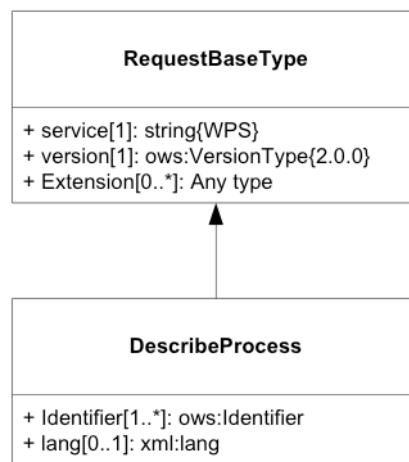 RequestBaseType
+ service[1]: string{WPS}
+ version[1]: ows:VersionType{2.0.0}
+ Extension[0..*]: Any type
DescribeProcess
+ Identifier[1..*]: ows:Identifier
+ lang[0..1]: xml:lang